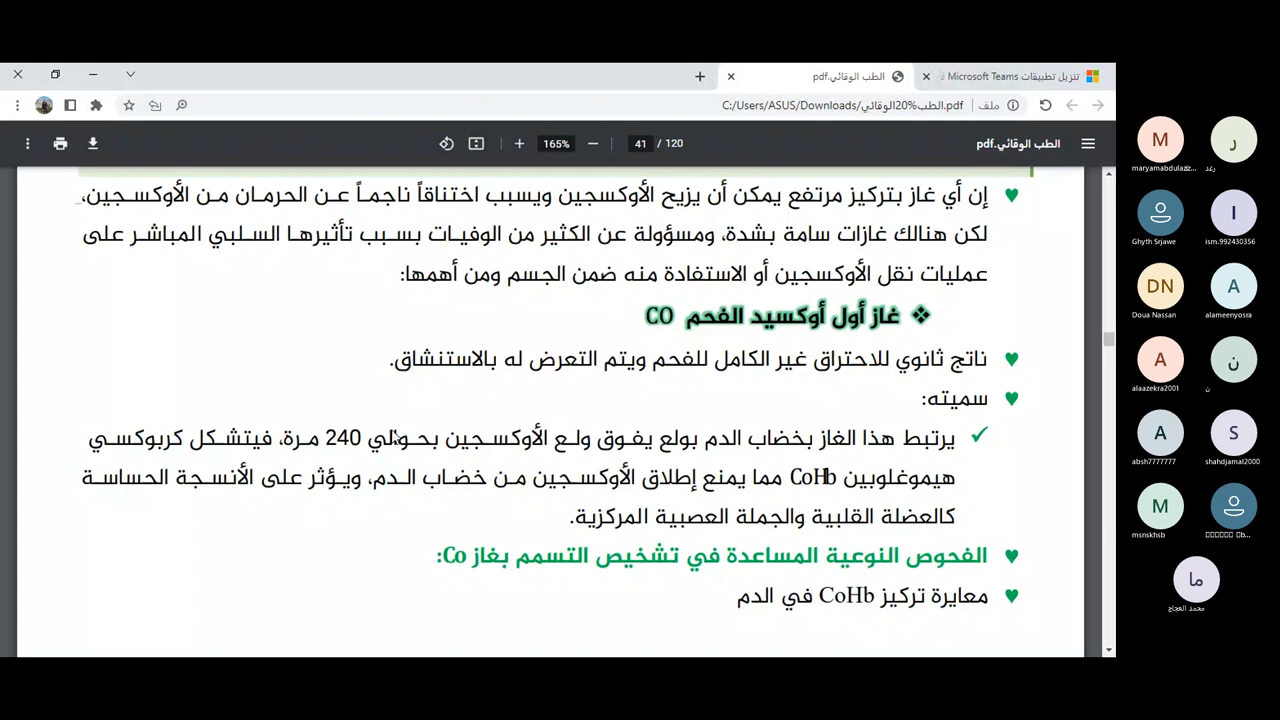 تنزيل تطبيقات Microsoft Teams
الطب الوقائي.pdf
ملف C:/Users/ASUS/Downloads/الطب%20الوقائي.pdf
الطب الوقائي.pdf
41 / 120
165%
إن أي غاز بتركيز مرتفع يمكن أن يزيح الأوكسجين ويسبب اختناقاً ناجماً عن الحرمان من الأوكسجين،
لكن هنالك غازات سامة بشدة، ومسؤولة عن الكثير من الوفيات بسبب تأثيرها السلبي المباشر على
عمليات نقل الأوكسجين أو الاستفادة منه ضمن الجسم ومن أهمها:
غاز أول أوكسيد الفحم CO
ناتج ثانوي للاحتراق غير الكامل للفحم ويتم التعرض له بالاستنشاق.
سميته:
يرتبط هذا الغاز بخضاب الدم بولع يفوق ولع الأوكسجين بحوالي 240 مرة، فيتشكل كربوكسي
هيموغلوبين CoHb مما يمنع إطلاق الأوكسجين من خضاب الدم، ويؤثر على الأنسجة الحساسة
كالعضلة القلبية والجملة العصبية المركزية.
الفحوص النوعية المساعدة في تشخيص التسمم بغاز Co:
معايرة تركيز CoHb في الدم
M
maryamabdulaziz...
ر
رغد
Ghyth Srjawe
I
ism.992430356
DN
Doua Nassan
A
alameenyosra
A
alaazekra2001
ن
ن
A
absh7777777
S
shahdjamal2000
M
msnskhsb
b...
ما
محمد العجاج